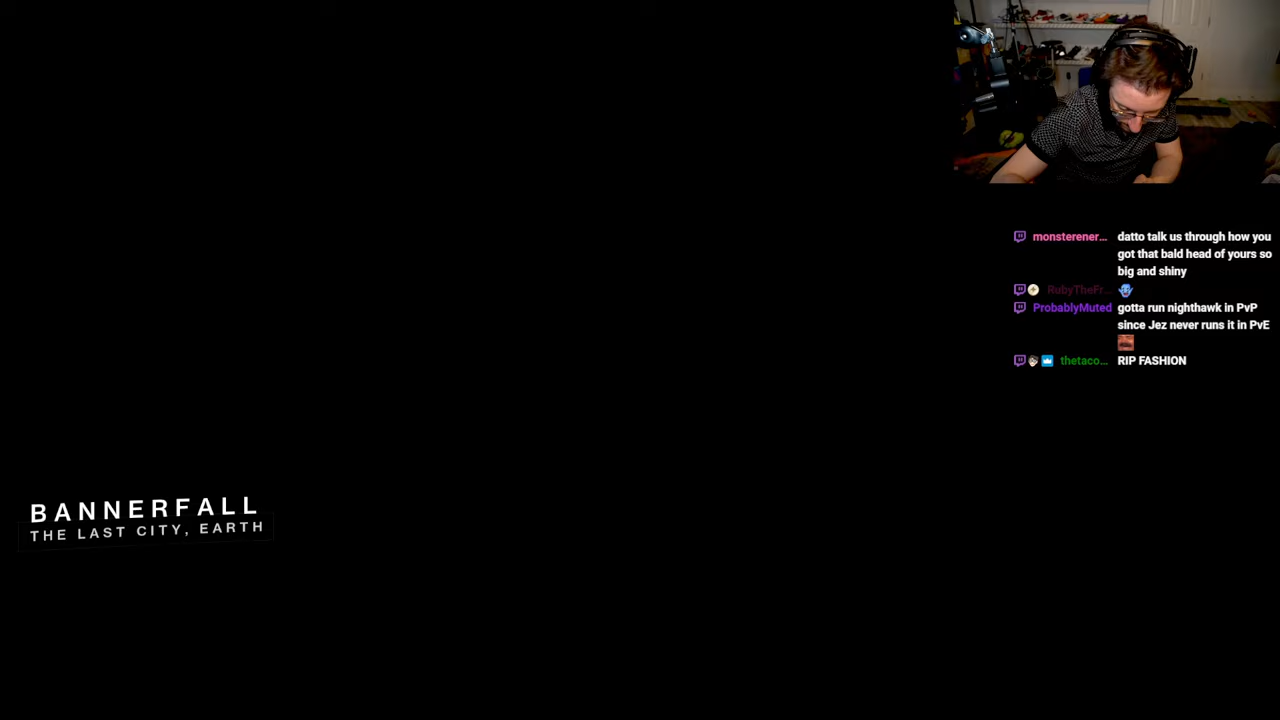 monsterener... datto talk us through how you
got that bald head of yours so
big and shiny
RubyTheFr...
ProbablyMuted gotta run nighthawk in PvP
since Jez never runs it in PvE
thetaco... RIP FASHION
BANNERFALL
THE LAST CITY, EARTH